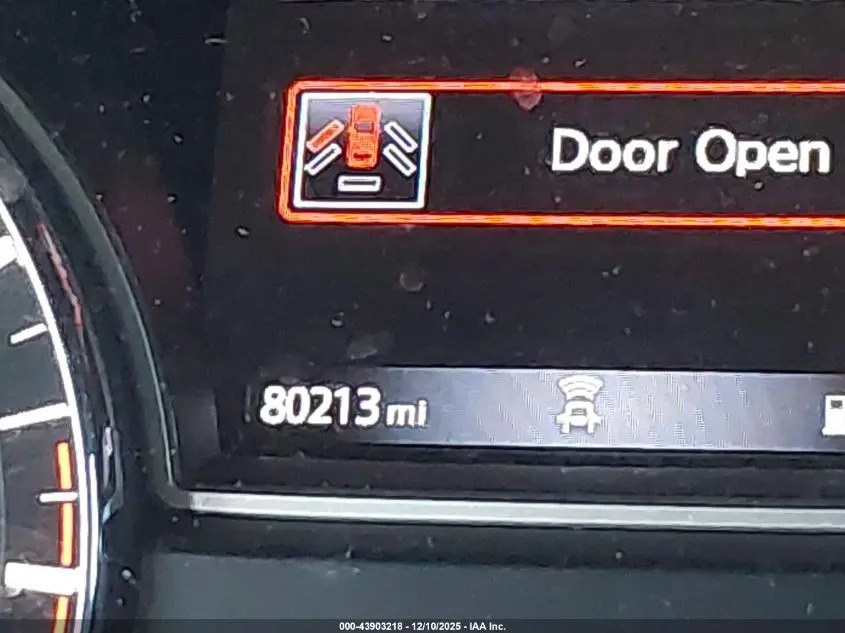 Door Open
80213 mi
000-43903218 - 12/10/2025 - IAA Inc.